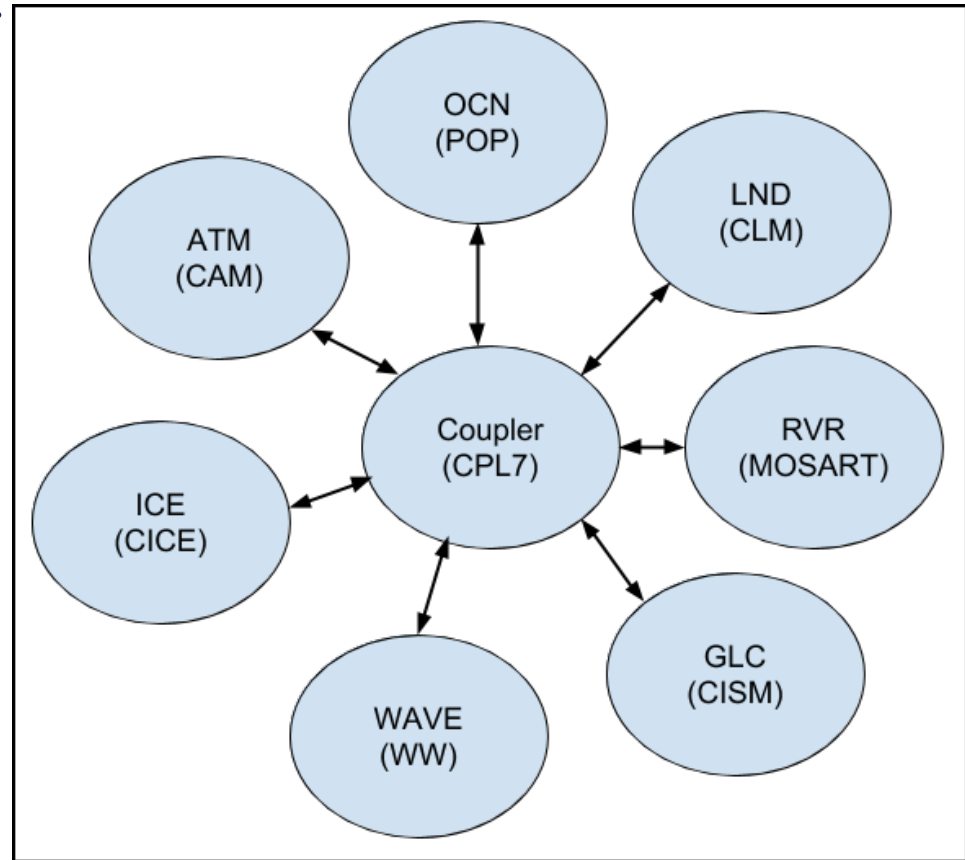 OCN
(POP)
LND
(CLM)
ATM
(CAM)
Coupler
(CPL7)
RVR
(MOSART)
ICE
(CICE)
GLC
(CISM)
WAVE
(WW)